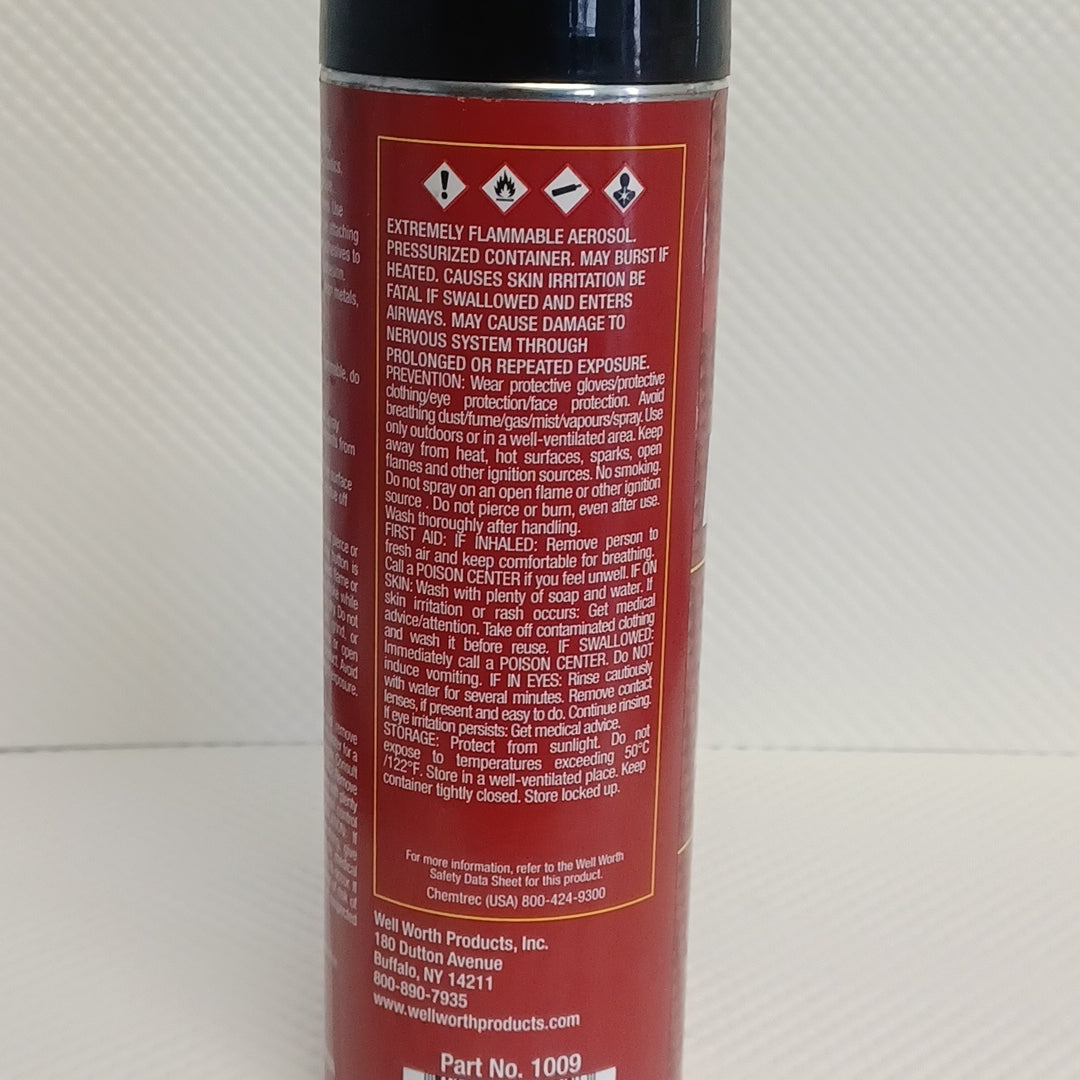 EXTREMELY FLAMMABLE AEROSOL.
PRESSURIZED CONTAINER. MAY BURST IF
HEATED. CAUSES SKIN IRRITATION BE
FATAL IF SWALLOWED AND ENTERS
AIRWAYS. MAY CAUSE DAMAGE TO
NERVOUS SYSTEM THROUGH
PROLONGED OR REPEATED EXPOSURE.
PREVENTION: Wear protective gloves/protective
clothing/eye protection/face protection. Avoid
breathing dust/fume/gas/mist/vapours/spray. Use
only outdoors or in a well-ventilated area. Keep
away from heat, hot surfaces, sparks, open
flames and other ignition sources. No smoking.
Do not spray on an open flame or other ignition
source . Do not pierce or burn, even after use.
Wash thoroughly after handling.
FIRST AID: IF INHALED: Remove person to
fresh air and keep comfortable for breathing.
Call a POISON CENTER if you feel unwell. IF ON
SKIN: Wash with plenty of soap and water. If
skin irritation or rash occurs: Get medical
advice/attention. Take off contaminated clothing
and wash it before reuse. IF SWALLOWED:
Immediately call a POISON CENTER. Do NOT
induce vomiting. IF IN EYES: Rinse cautiously
with water for several minutes. Remove contact
lenses, if present and easy to do. Continue rinsing.
If eye irritation persists: Get medical advice.
STORAGE: Protect from sunlight. Do not
expose to temperatures exceeding 50°C
/122°F. Store in a well-ventilated place. Keep
container tightly closed. Store locked up.
For more information, refer to the Well Worth
Safety Data Sheet for this product.
Chemtrec (USA) 800-424-9300
Well Worth Products, Inc.
180 Dutton Avenue
Buffalo, NY 14211
800-890-7935
www.wellworthproducts.com
Part No. 1009